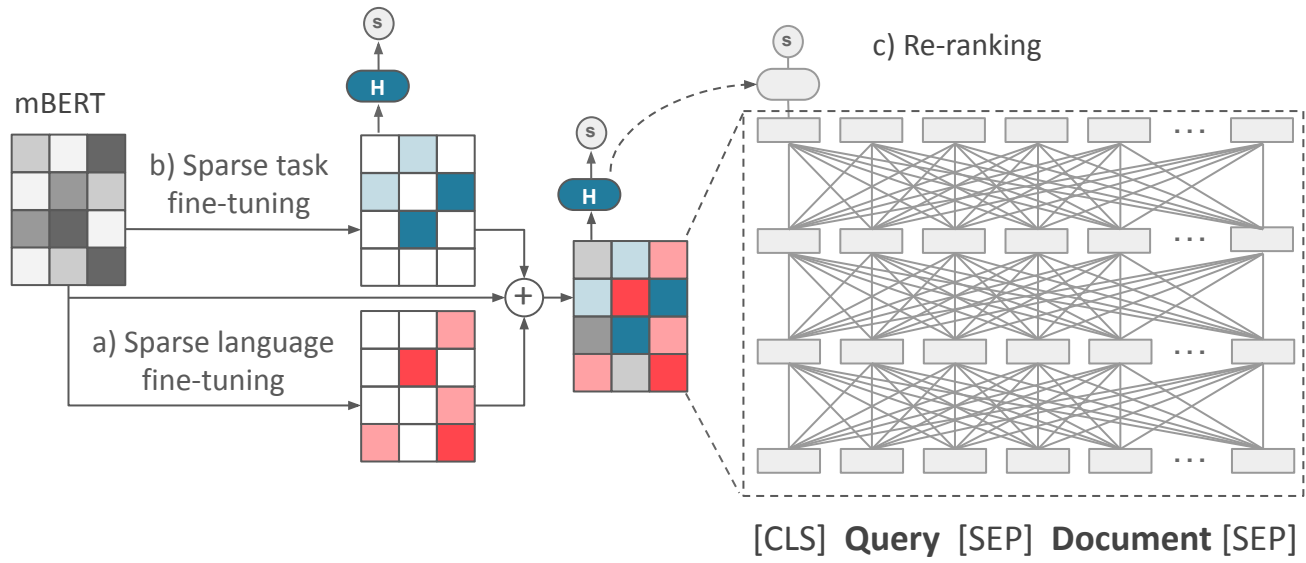 mBERT
b) Sparse task
fine-tuning
a) Sparse language
fine-tuning
s
H
+
s
H
s
c) Re-ranking
...
...
...
...
[CLS] Query [SEP] Document [SEP]